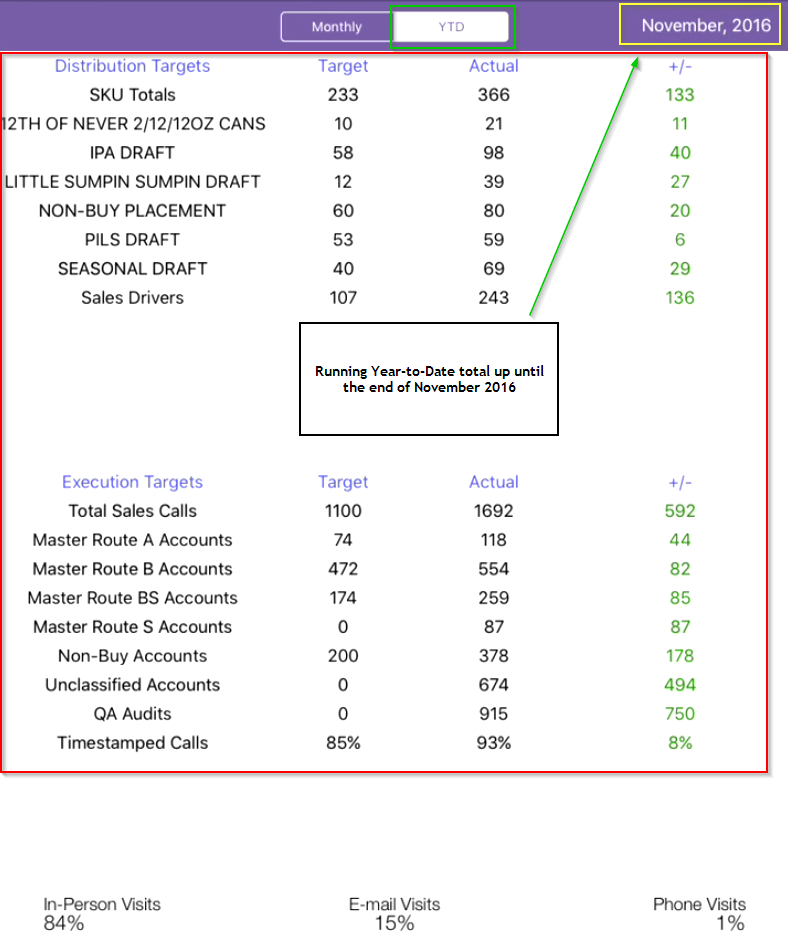 Monthly YTD November, 2016
Distribution Targets Target Actual +/-
SKU Totals 233 366 133
12TH OF NEVER 2/12/12OZ CANS 10 21 11
IPA DRAFT 58 98 40
LITTLE SUMPIN SUMPIN DRAFT 12 39 27
NON-BUY PLACEMENT 60 80 20
PILS DRAFT 53 59 6
SEASONAL DRAFT 40 69 29
Sales Drivers 107 243 136
Running Year-to-Date total up until
the end of November 2016
Execution Targets Target Actual +/-
Total Sales Calls 1100 1692 592
Master Route A Accounts 74 118 44
Master Route B Accounts 472 554 82
Master Route BS Accounts 174 259 85
Master Route S Accounts 0 87 87
Non-Buy Accounts 200 378 178
Unclassified Accounts 0 674 494
QA Audits 0 915 750
Timestamped Calls 85% 93% 8%
In-Person Visits E-mail Visits Phone Visits
84% 15% 1%